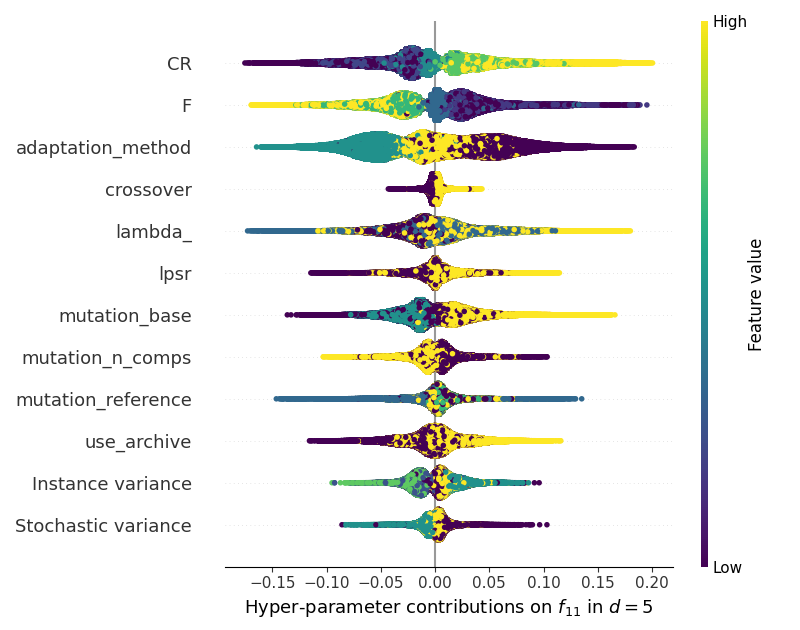 High
CR
F
adaptation_method
crossover
lambda_
lpsr
mutation_base
mutation_n_comps
mutation_reference
use_archive
Instance variance
Stochastic variance
Feature value
Low
−0.15 −0.10 −0.05 0.00 0.05 0.10 0.15 0.20
Hyper-parameter contributions on f₁₁ in d = 5